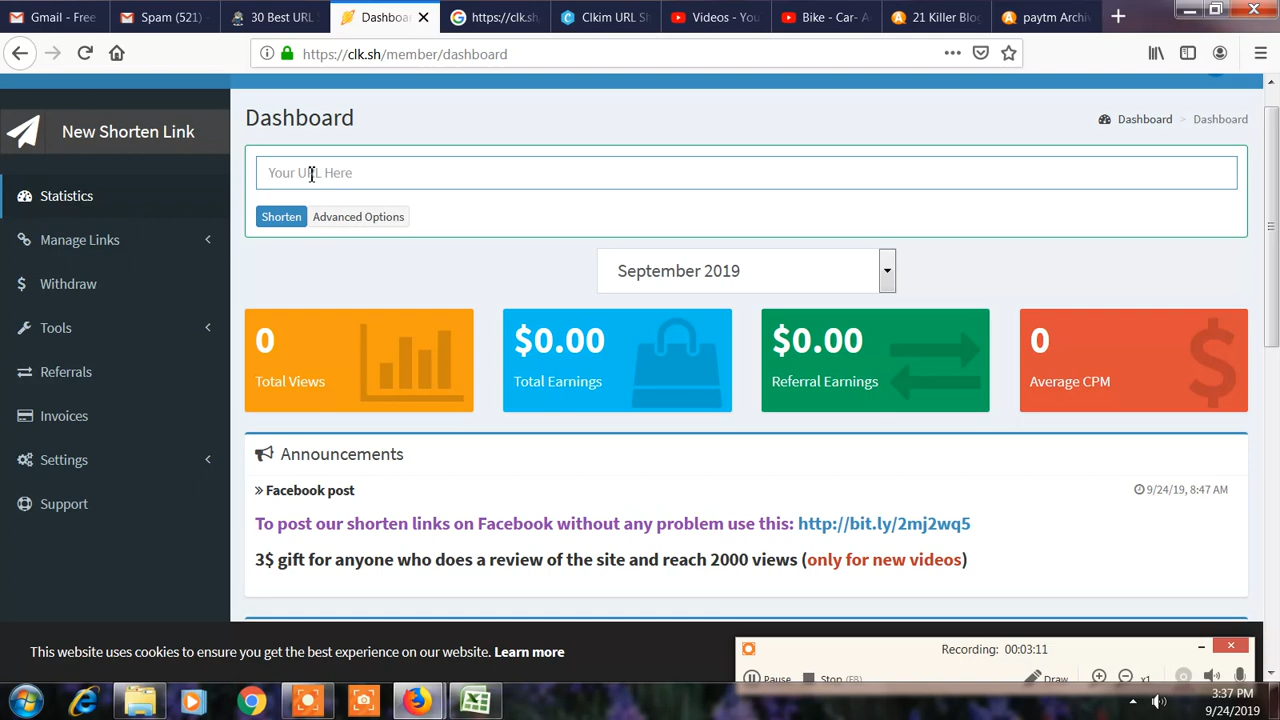 Gmail - Free
Spam (521)
30 Best URL S
Dashboa
https://clk.sh
Clkim URL Sh
Videos - You
Bike - Car- A
21 Killer Blo
paytm Archiv
https://clk.sh/member/dashboard
New Shorten Link
Statistics
Manage Links
Withdraw
Tools
Referrals
Invoices
Settings
Support
Dashboard
Dashboard > Dashboard
Your URL Here
Shorten
Advanced Options
September 2019
0
Total Views
$0.00
Total Earnings
$0.00
Referral Earnings
0
Average CPM
Announcements
» Facebook post
9/24/19, 8:47 AM
To post our shorten links on Facebook without any problem use this: http://bit.ly/2mj2wq5
3$ gift for anyone who does a review of the site and reach 2000 views (only for new videos)
This website uses cookies to ensure you get the best experience on our website. Learn more
Recording: 00:03:11
Pause
Stop (F8)
Draw
x1
3:37 PM
9/24/2019